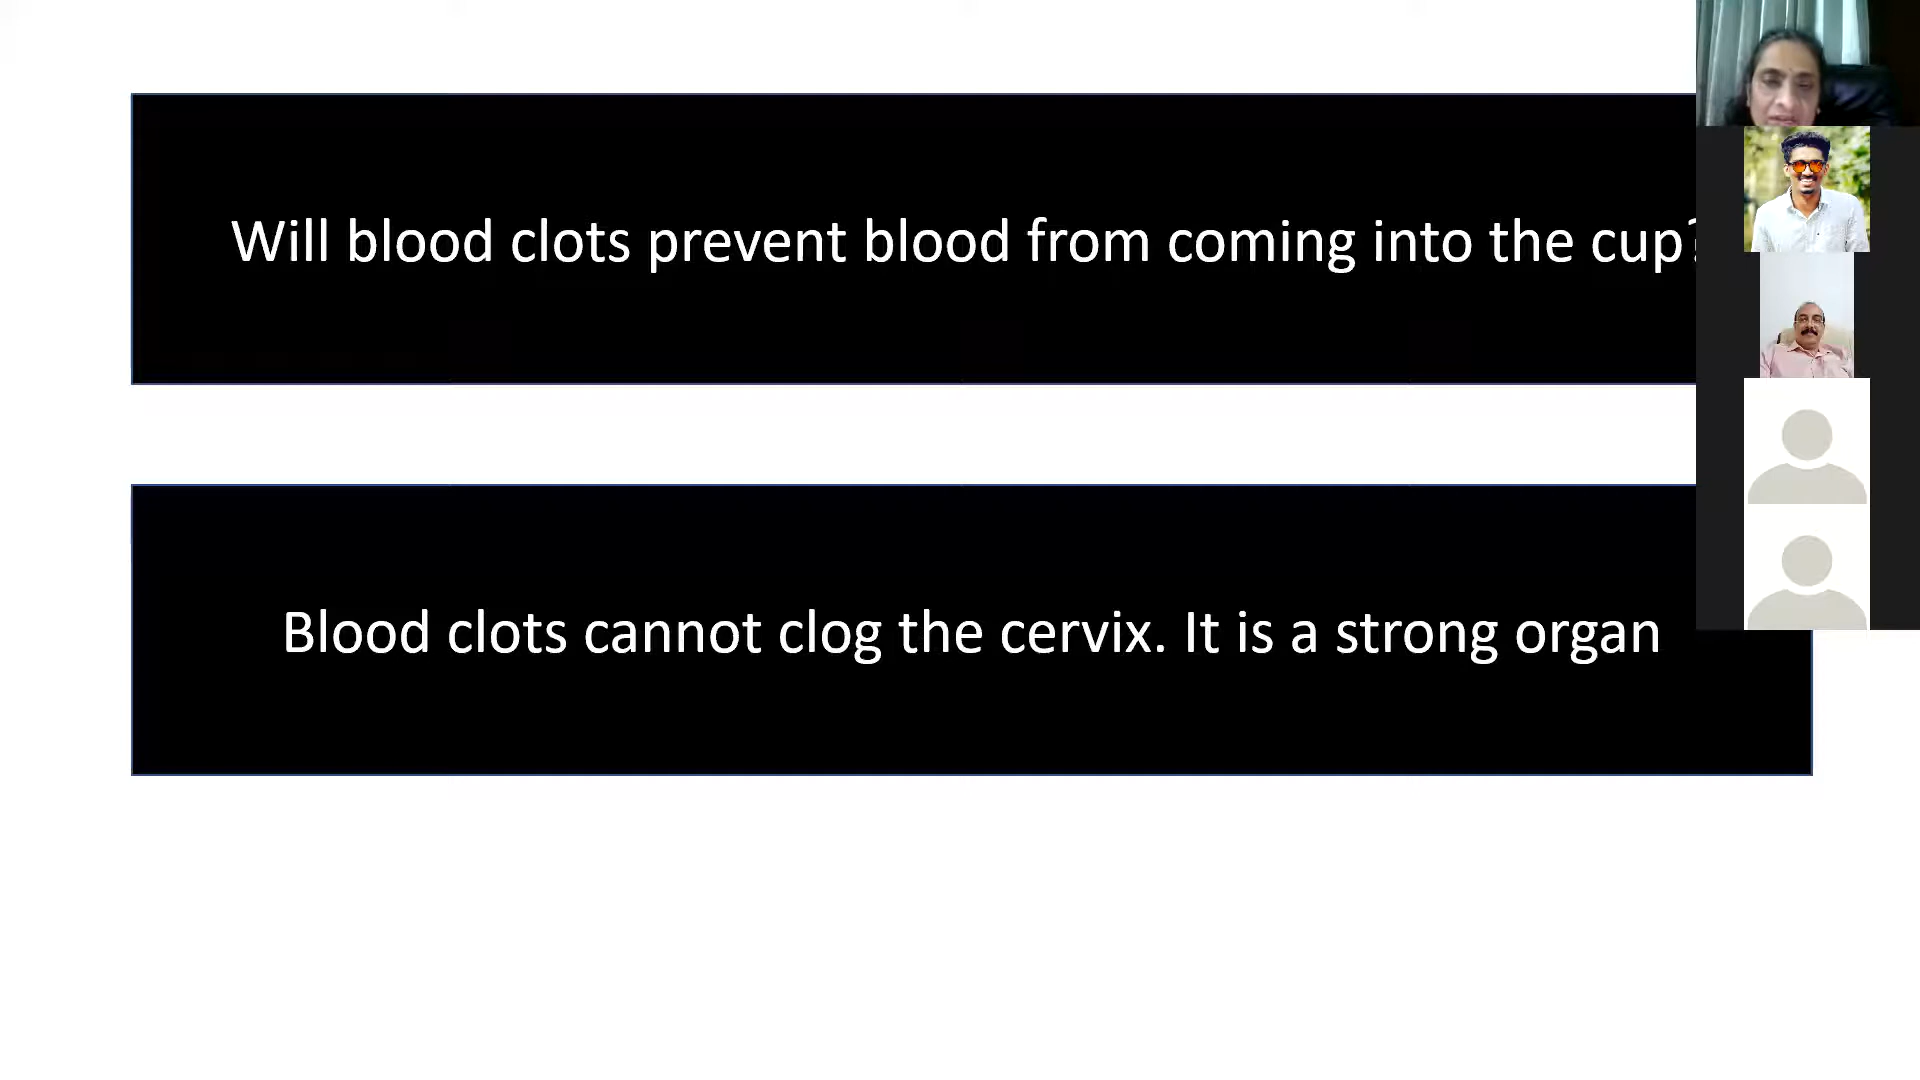 Will blood clots prevent blood from coming into the cup?
Blood clots cannot clog the cervix. It is a strong organ